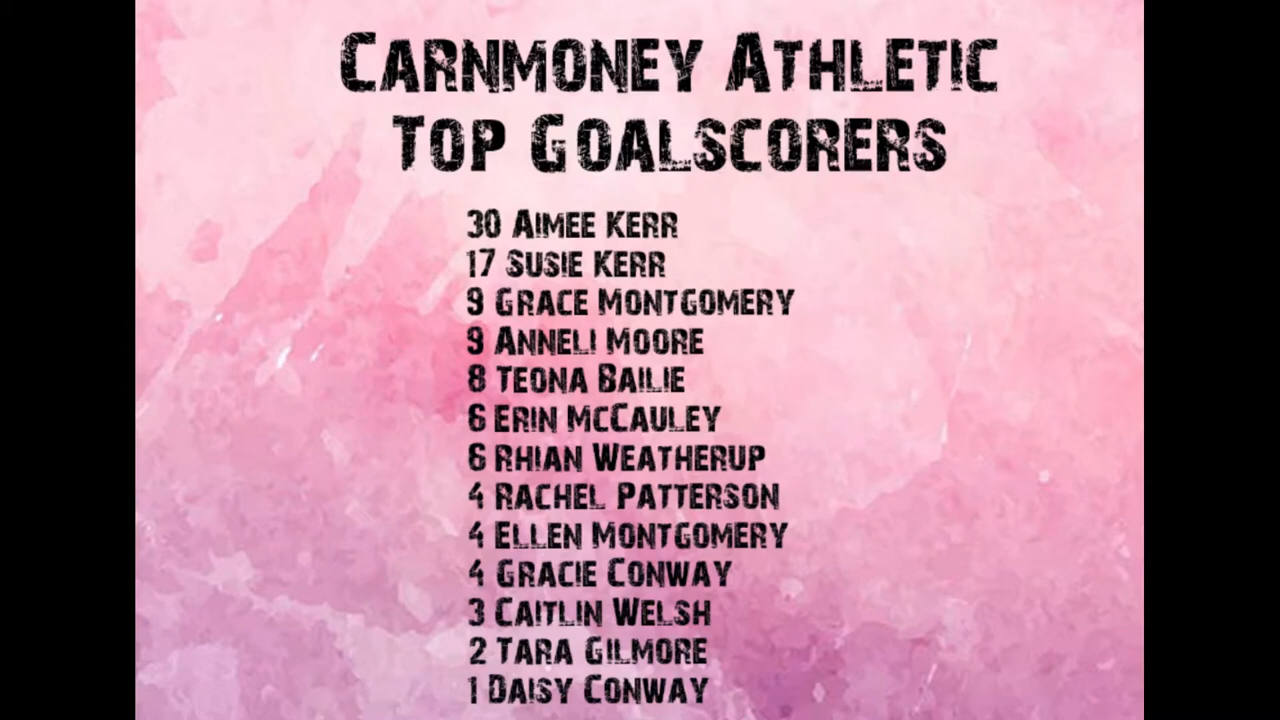 Carnmoney Athletic
Top Goalscorers
30 Aimee Kerr
17 Susie Kerr
9 Grace Montgomery
9 Anneli Moore
8 Teona Bailie
6 Erin McCauley
6 Rhian Weatherup
4 Rachel Patterson
4 Ellen Montgomery
4 Gracie Conway
3 Caitlin Welsh
2 Tara Gilmore
1 Daisy Conway